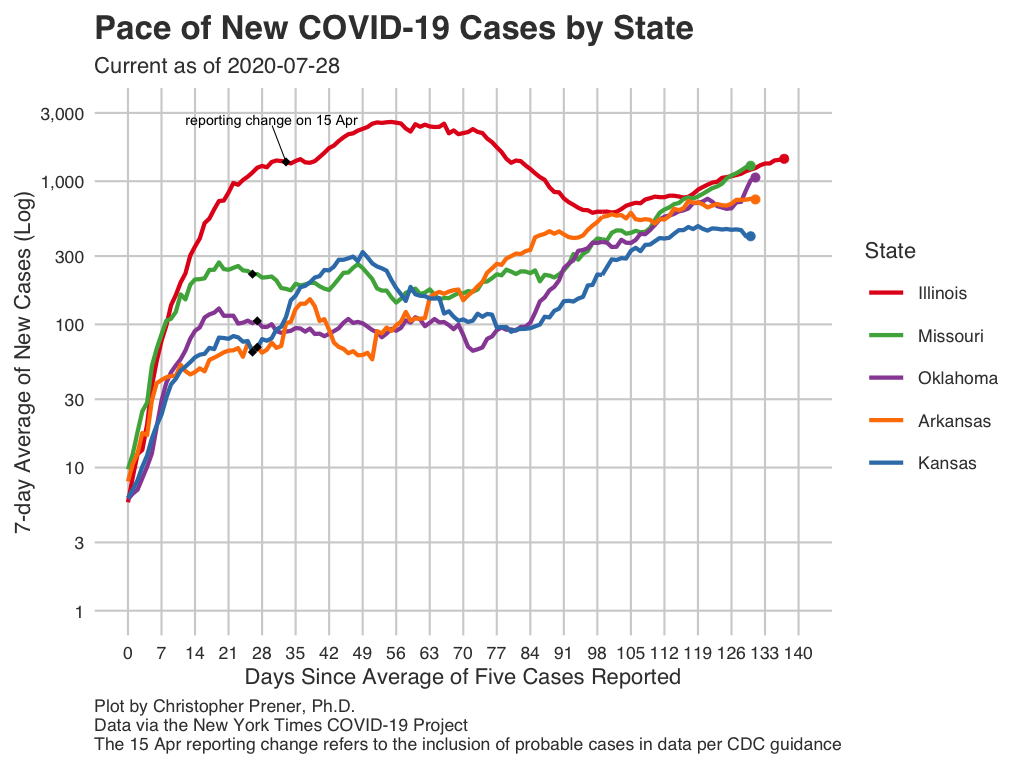 Pace of New COVID-19 Cases by State
Current as of 2020-07-28
7-day Average of New Cases (Log)
3,000
1,000
300
100
30
10
3
1
reporting change on 15 Apr
0 7 14 21 28 35 42 49 56 63 70 77 84 91 98 105 112 119 126 133 140
Days Since Average of Five Cases Reported
State
Illinois
Missouri
Oklahoma
Arkansas
Kansas
Plot by Christopher Prener, Ph.D.
Data via the New York Times COVID-19 Project
The 15 Apr reporting change refers to the inclusion of probable cases in data per CDC guidance